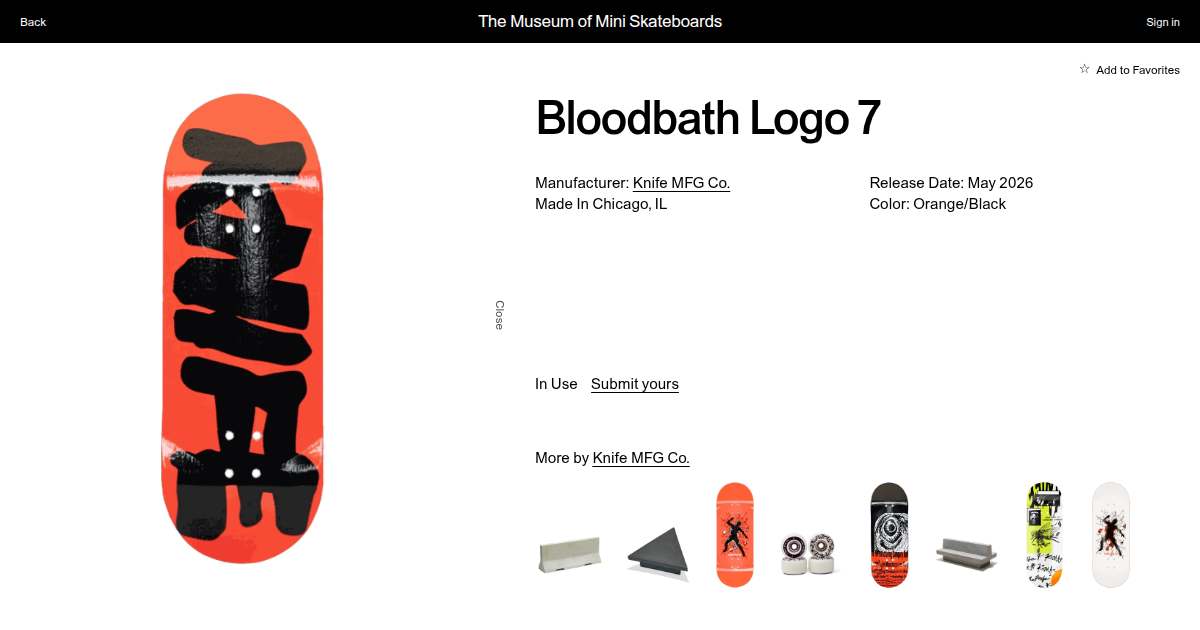 Back
The Museum of Mini Skateboards
Sign in
☆ Add to Favorites
Bloodbath Logo 7
Manufacturer: Knife MFG Co.
Made In Chicago, IL
Release Date: May 2026
Color: Orange/Black
KNIFE
Close
In Use Submit yours
More by Knife MFG Co.